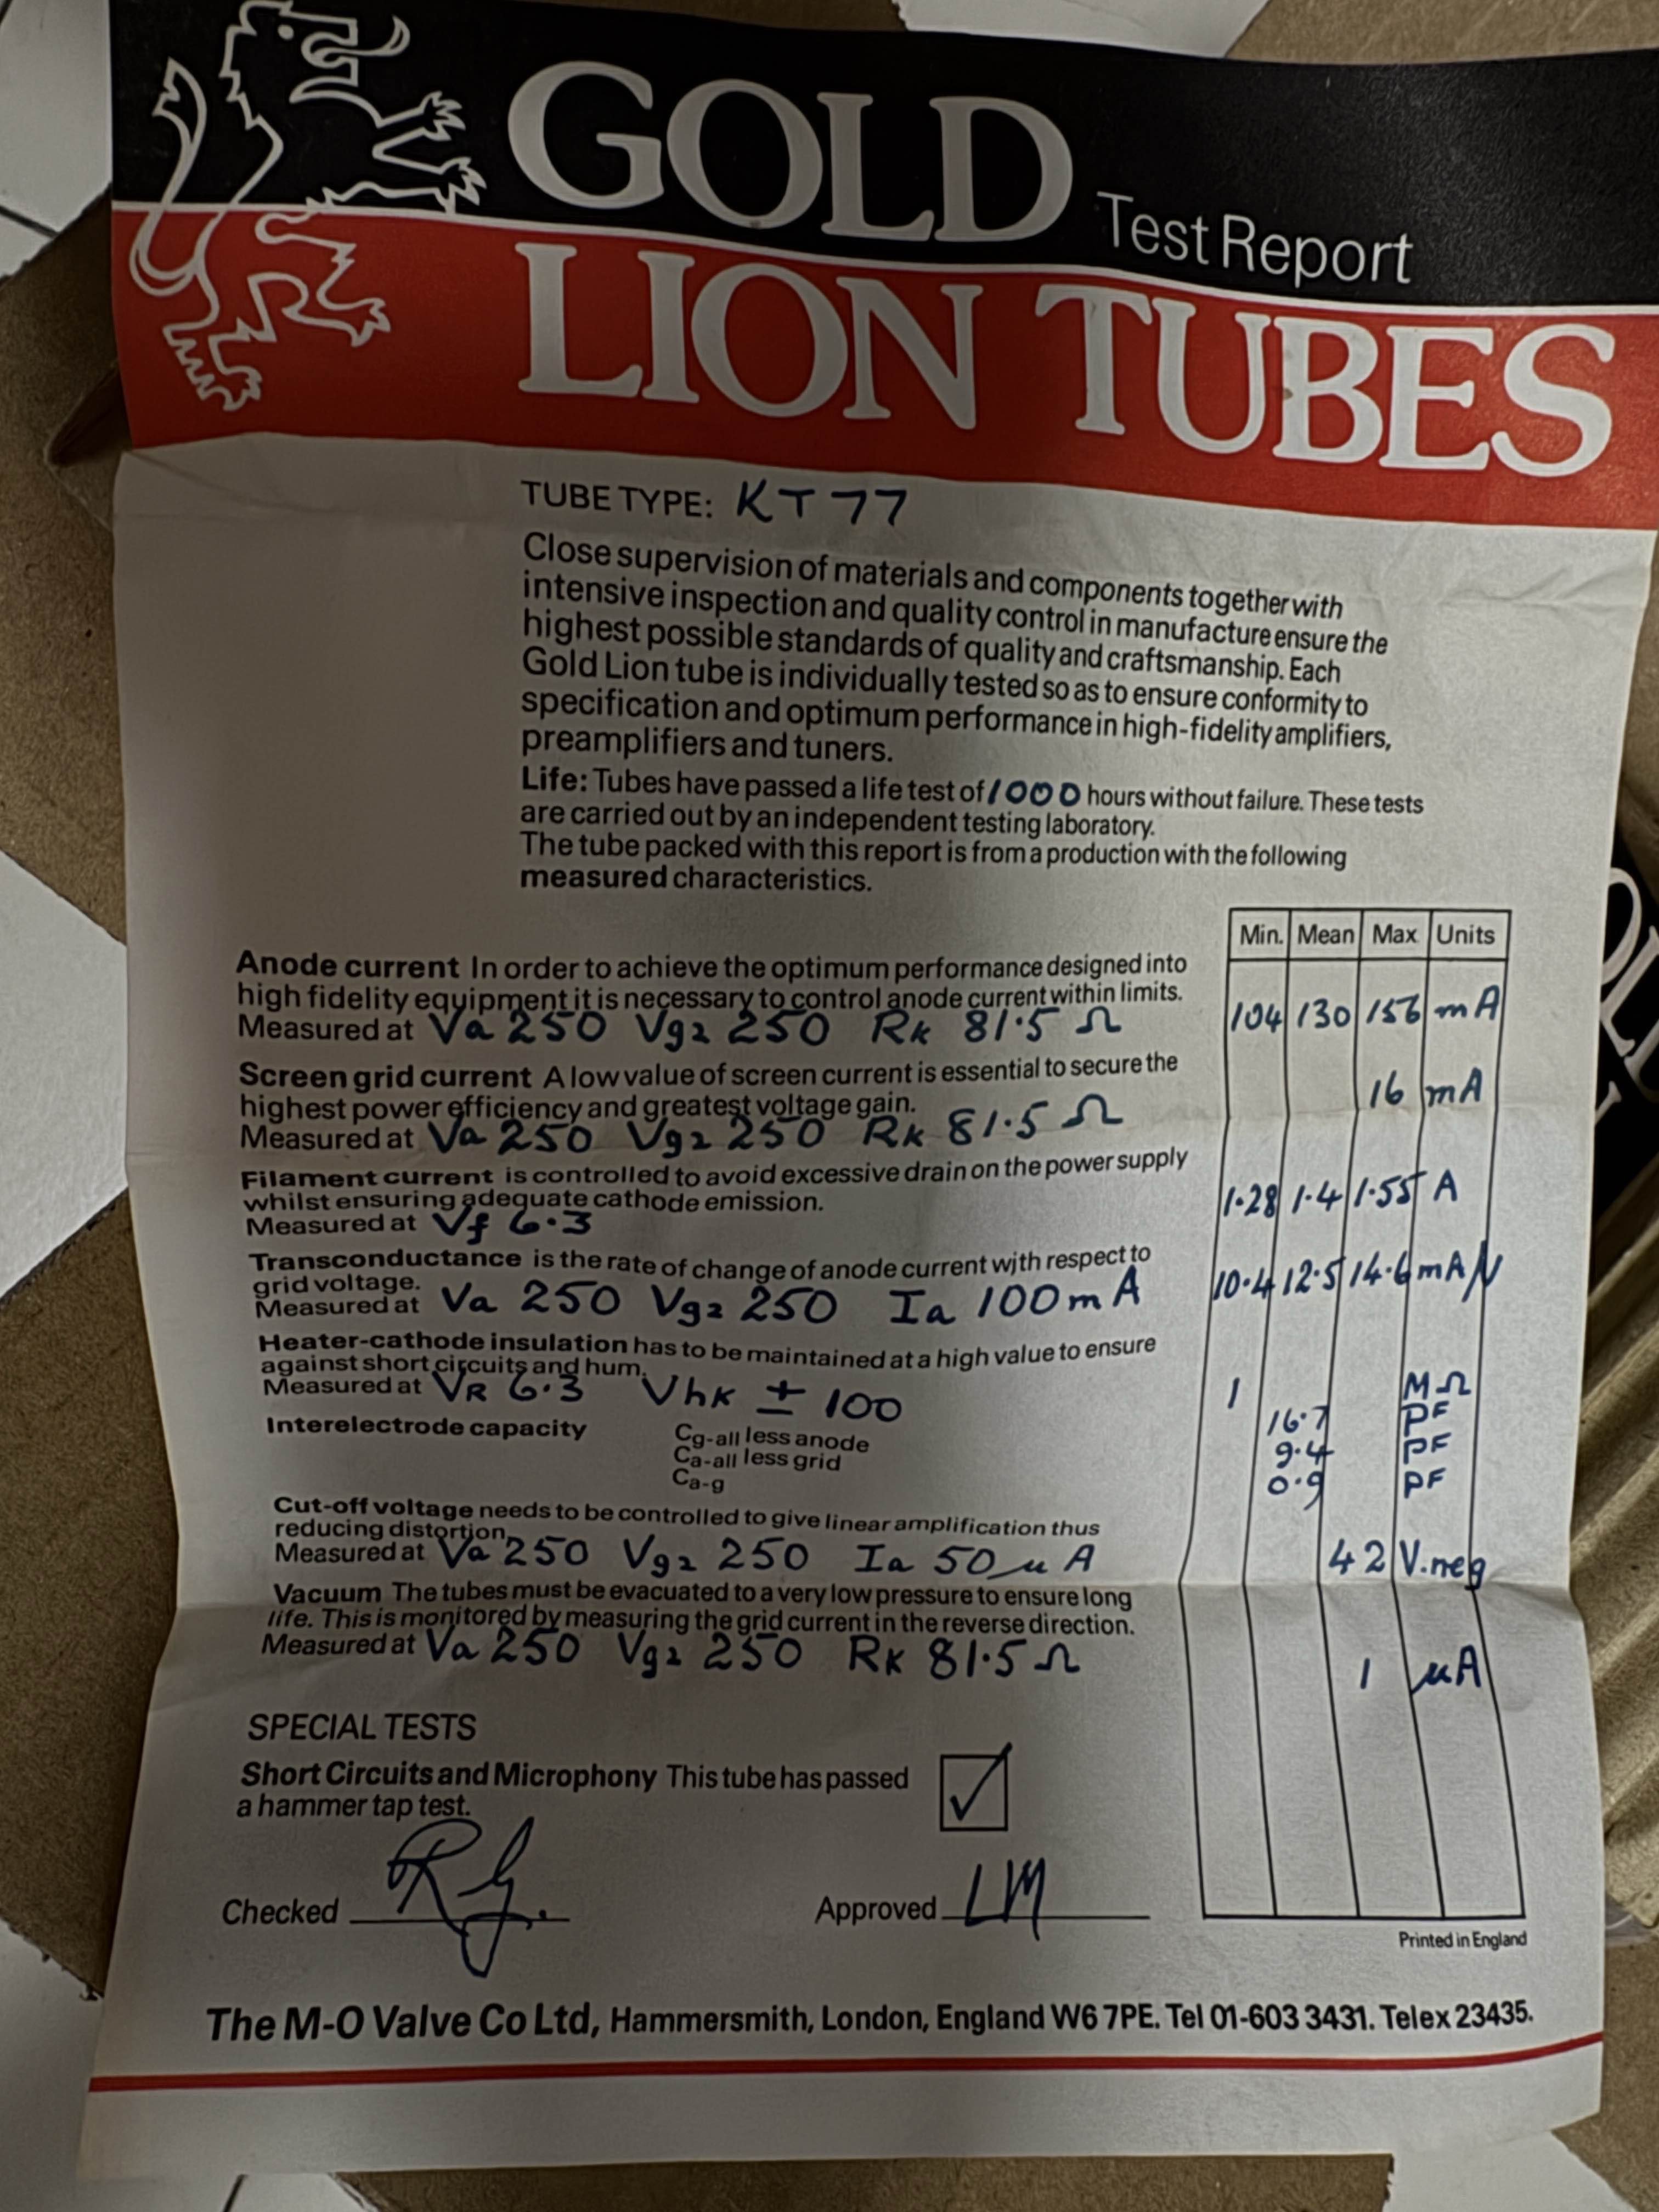 GOLD
Test Report
LION TUBES
TUBE TYPE: KT77
Close supervision of materials and components together with
intensive inspection and quality control in manufacture ensure the
highest possible standards of quality and craftsmanship. Each
Gold Lion tube is individually tested so as to ensure conformity to
specification and optimum performance in high-fidelity amplifiers,
preamplifiers and tuners.
Life: Tubes have passed a life test of 1000 hours without failure. These tests
are carried out by an independent testing laboratory.
The tube packed with this report is from a production with the following
measured characteristics.
Min. Mean Max Units
Anode current In order to achieve the optimum performance designed into
high fidelity equipment it is necessary to control anode current within limits.
Measured at Va 250 Vg2 250 Rk 81.5 Ω 104 130 156 mA
Screen grid current A low value of screen current is essential to secure the
highest power efficiency and greatest voltage gain.
Measured at Va 250 Vg2 250 Rk 81.5 Ω 16 mA
Filament current is controlled to avoid excessive drain on the power supply
whilst ensuring adequate cathode emission.
Measured at Vf 6.3 1.28 1.4 1.55 A
Transconductance is the rate of change of anode current with respect to
grid voltage.
Measured at Va 250 Vg2 250 Ia 100mA 10.4 12.5 14.6 mA/V
Heater-cathode insulation has to be maintained at a high value to ensure
against short circuits and hum.
Measured at VR 6.3 Vhk ± 100 1 MΩ
Interelectrode capacity Cg-all less anode 16.7 PF
Ca-all less grid 9.4 PF
Ca-g 0.9 PF
Cut-off voltage needs to be controlled to give linear amplification thus
reducing distortion.
Measured at Va 250 Vg2 250 Ia 50 μA 42 V.neg
Vacuum The tubes must be evacuated to a very low pressure to ensure long
life. This is monitored by measuring the grid current in the reverse direction.
Measured at Va 250 Vg2 250 Rk 81.5 Ω 1 μA
SPECIAL TESTS
Short Circuits and Microphony This tube has passed
a hammer tap test. ✓
Checked Approved LM
Printed in England
The M-O Valve Co Ltd, Hammersmith, London, England W6 7PE. Tel 01-603 3431. Telex 23435.